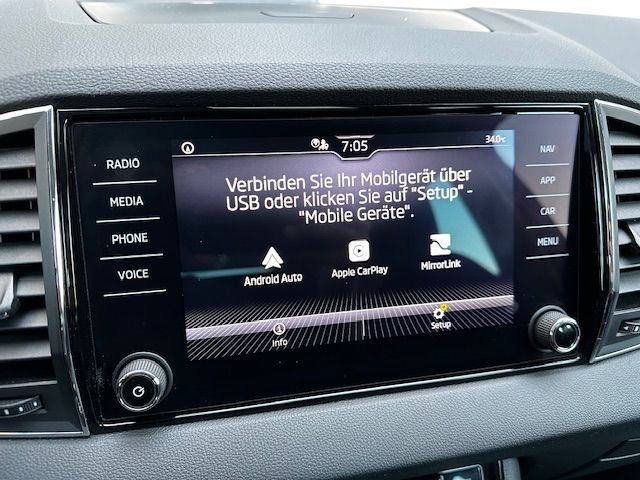 7:05
34.0°C
RADIO
MEDIA
PHONE
VOICE
NAV
APP
CAR
MENU
Verbinden Sie Ihr Mobilgerät über
USB oder klicken Sie auf "Setup" -
"Mobile Geräte".
Android Auto
Apple CarPlay
MirrorLink
Info
Setup